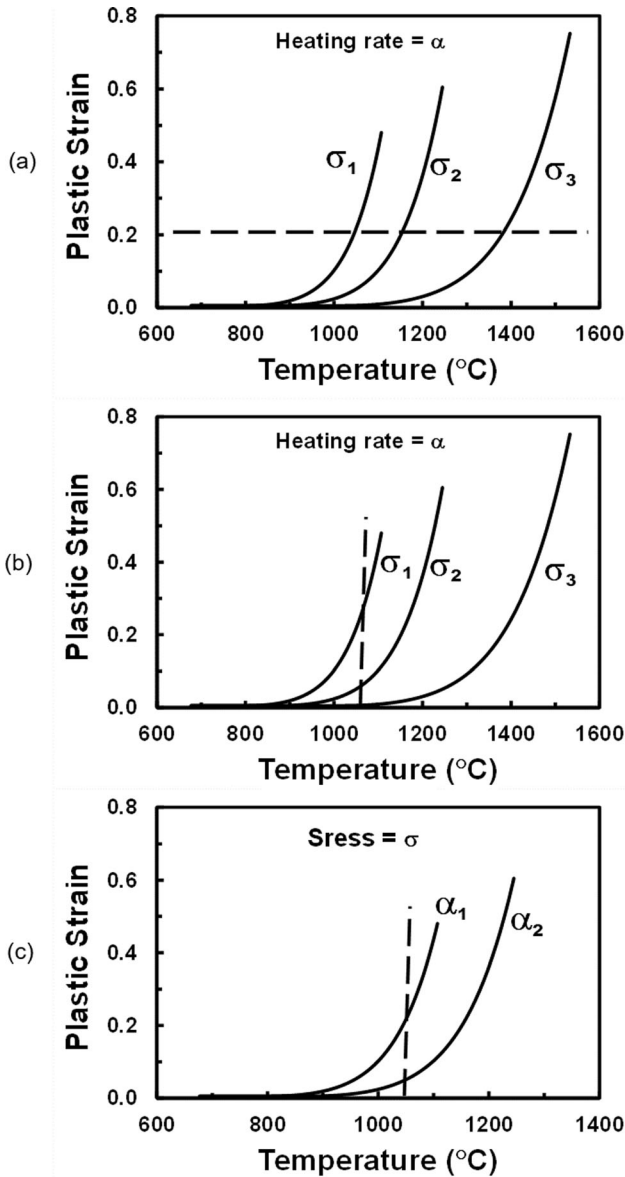 0.8
Heating rate = α
0.6
(a)
Plastic Strain
0.4
σ1
σ2
σ3
0.2
0.0
600 800 1000 1200 1400 1600
Temperature (°C)
0.8
Heating rate = α
0.6
(b)
Plastic Strain
0.4
σ1
σ2
σ3
0.2
0.0
600 800 1000 1200 1400 1600
Temperature (°C)
0.8
Sress = σ
0.6
(c)
Plastic Strain
α1
α2
0.4
0.2
0.0
600 800 1000 1200 1400
Temperature (°C)